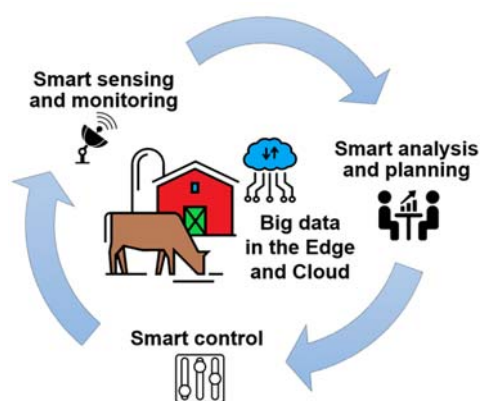 Smart sensing
and monitoring
Smart analysis
and planning
Big data
in the Edge
and Cloud
Smart control